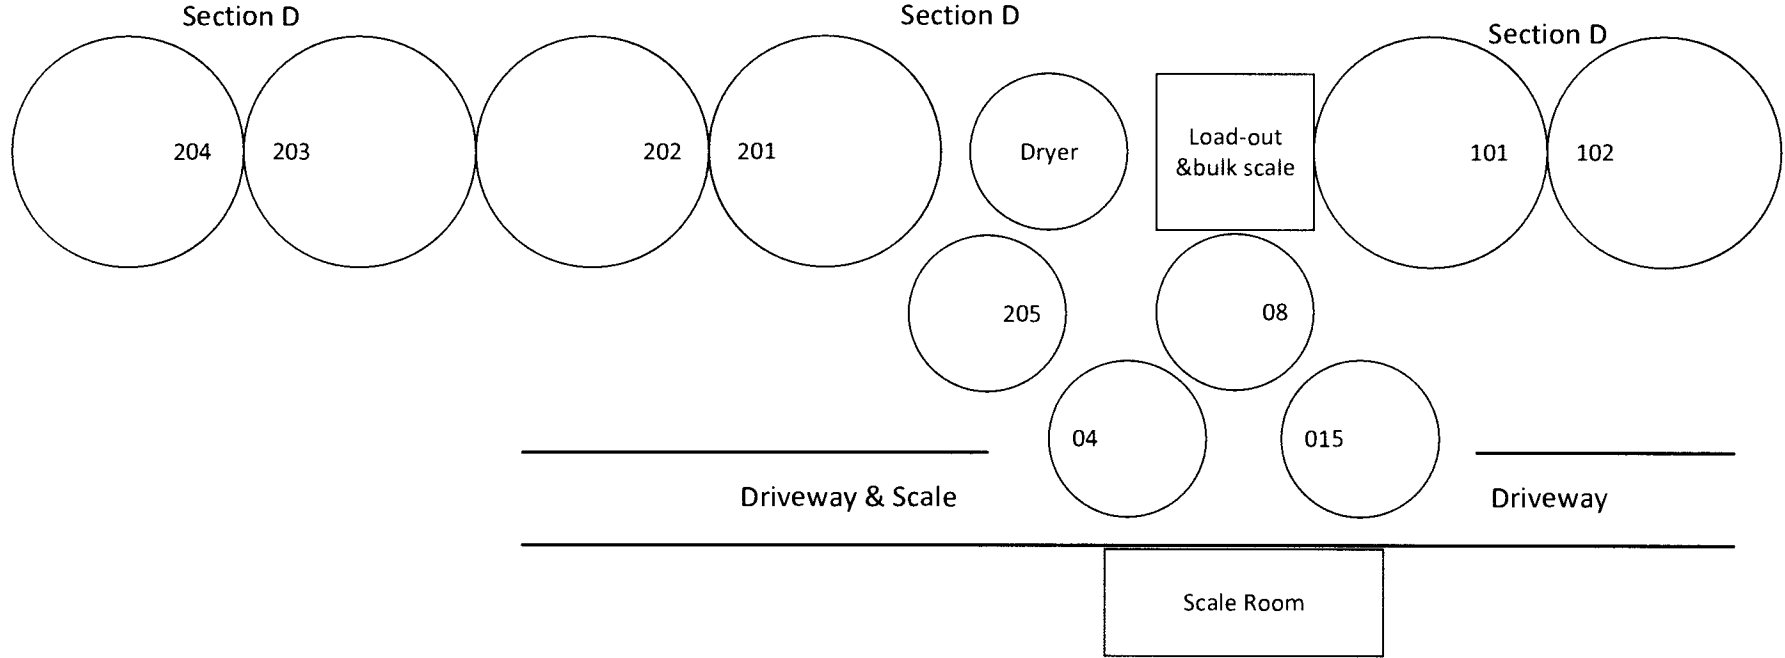 Section D
Section D
Section D
204
203
202
201
Dryer
Load-out
&bulk scale
101
102
205
08
04
015
Driveway & Scale
Driveway
Scale Room